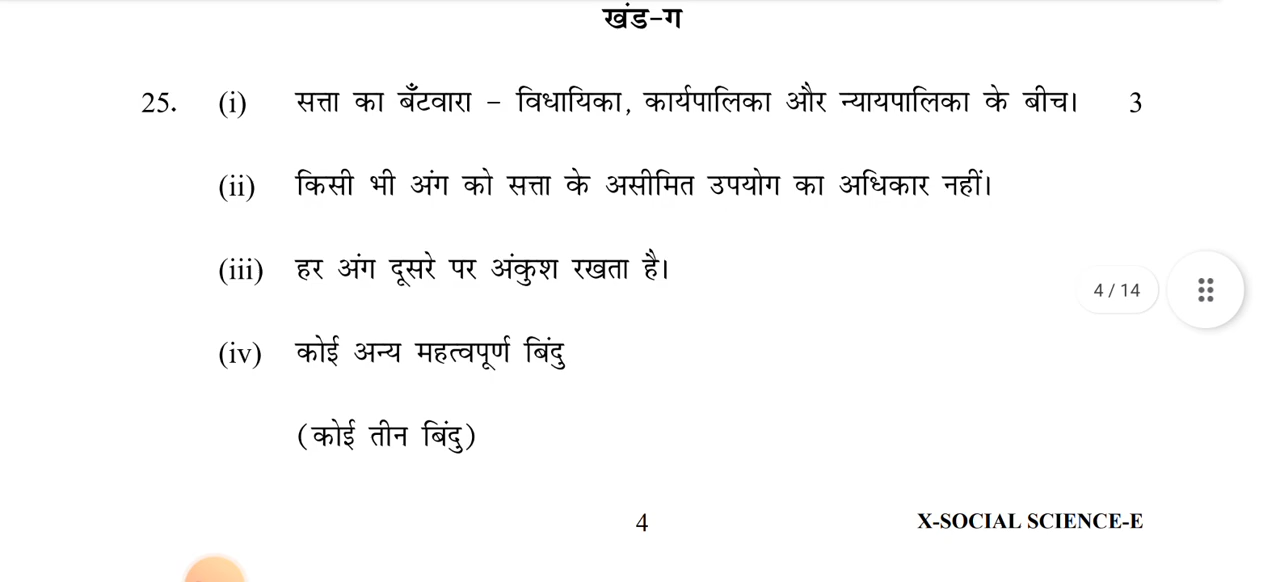 खंड-ग
25. (i) सत्ता का बँटवारा – विधायिका, कार्यपालिका और न्यायपालिका के बीच। 3
(ii) किसी भी अंग को सत्ता के असीमित उपयोग का अधिकार नहीं।
(iii) हर अंग दूसरे पर अंकुश रखता है।
4 / 14
(iv) कोई अन्य महत्वपूर्ण बिंदु
(कोई तीन बिंदु)
4 X-SOCIAL SCIENCE-E